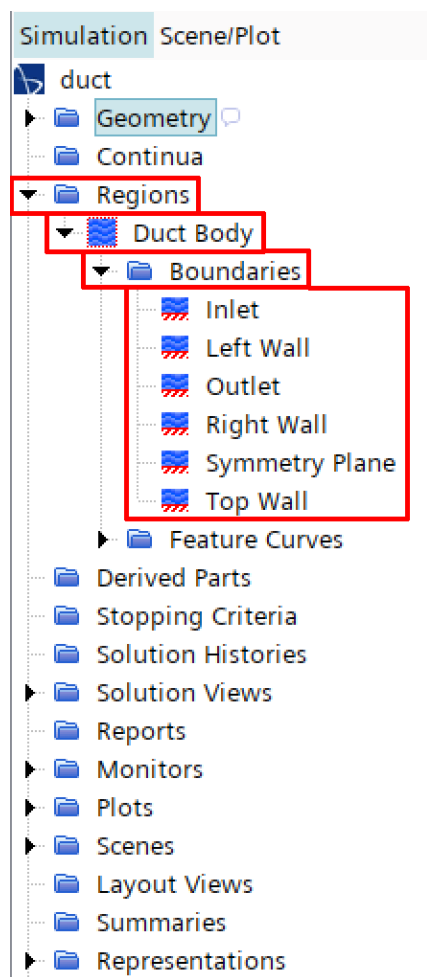 Simulation Scene/Plot
duct
Geometry
Continua
Regions
Duct Body
Boundaries
Inlet
Left Wall
Outlet
Right Wall
Symmetry Plane
Top Wall
Feature Curves
Derived Parts
Stopping Criteria
Solution Histories
Solution Views
Reports
Monitors
Plots
Scenes
Layout Views
Summaries
Representations